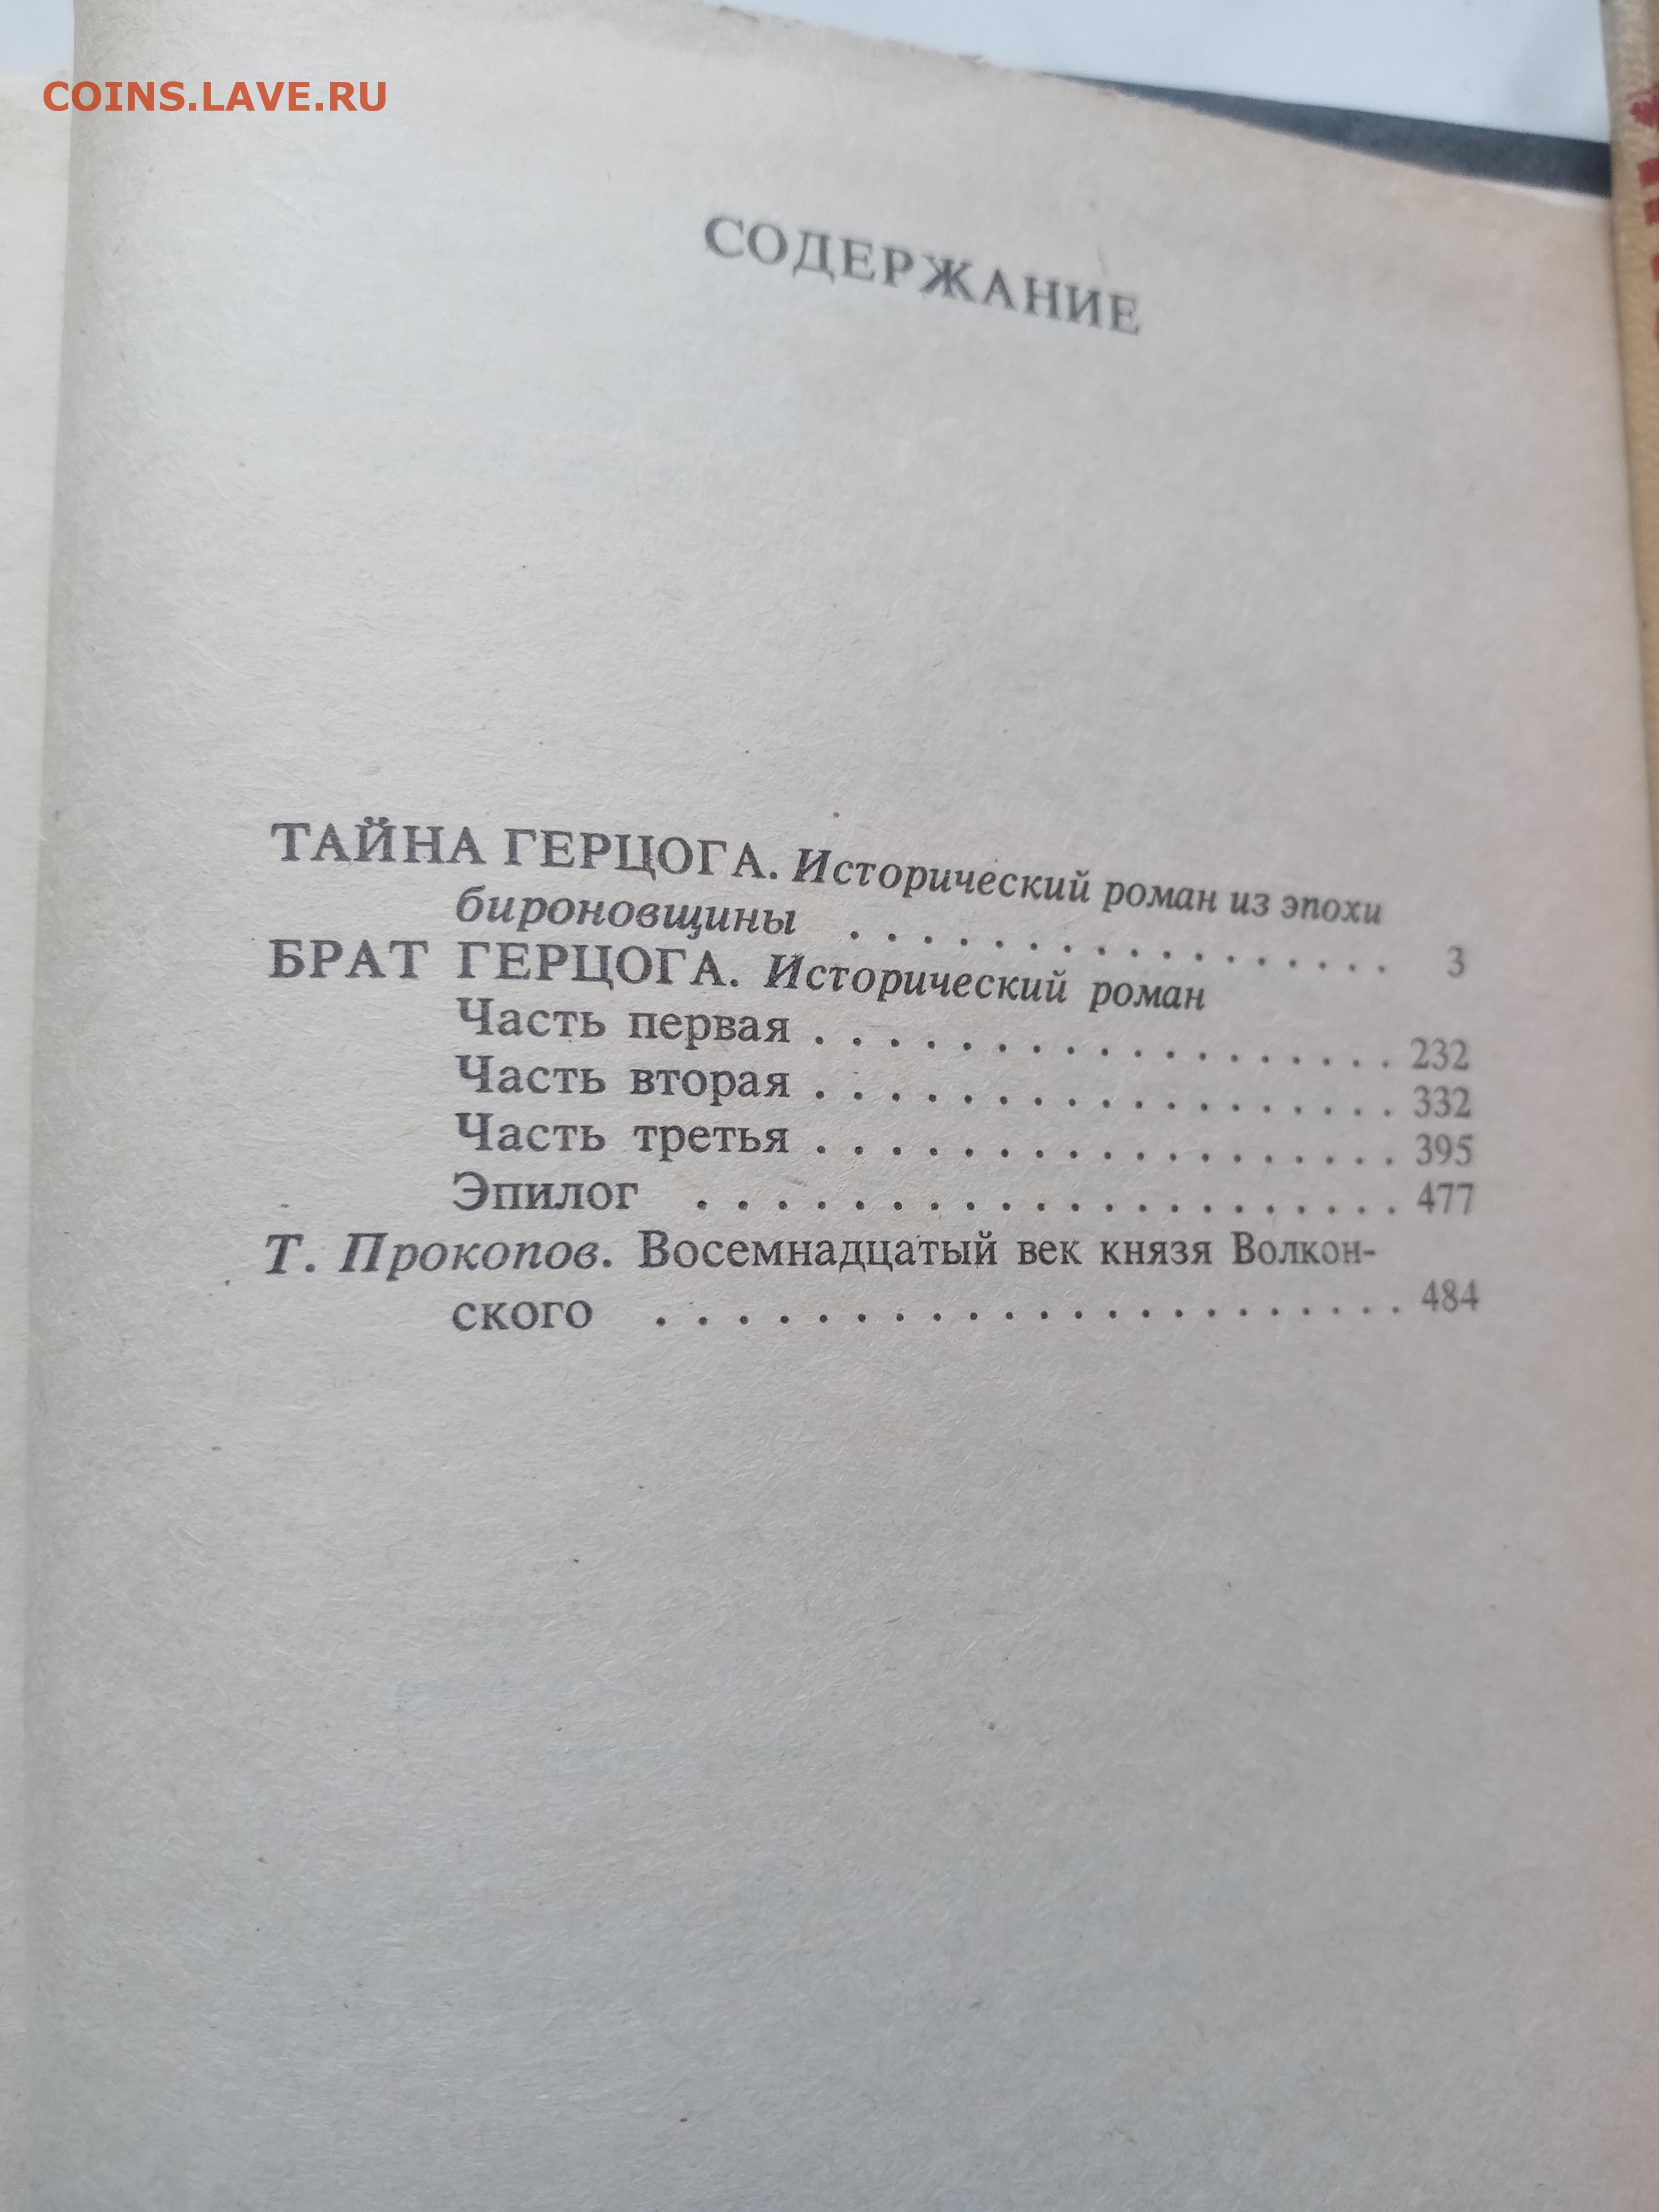 COINS.LAVE.RU
СОДЕРЖАНИЕ
ТАЙНА ГЕРЦОГА. Исторический роман из эпохи
бироновщины . . . . . . . . . . . . . . . 3
БРАТ ГЕРЦОГА. Исторический роман
Часть первая . . . . . . . . . . . . . . . . 232
Часть вторая . . . . . . . . . . . . . . . . 332
Часть третья . . . . . . . . . . . . . . . . 395
Эпилог . . . . . . . . . . . . . . . . . . . 477
Т. Прокопов. Восемнадцатый век князя Волкон-
ского . . . . . . . . . . . . . . . . . . . . 484